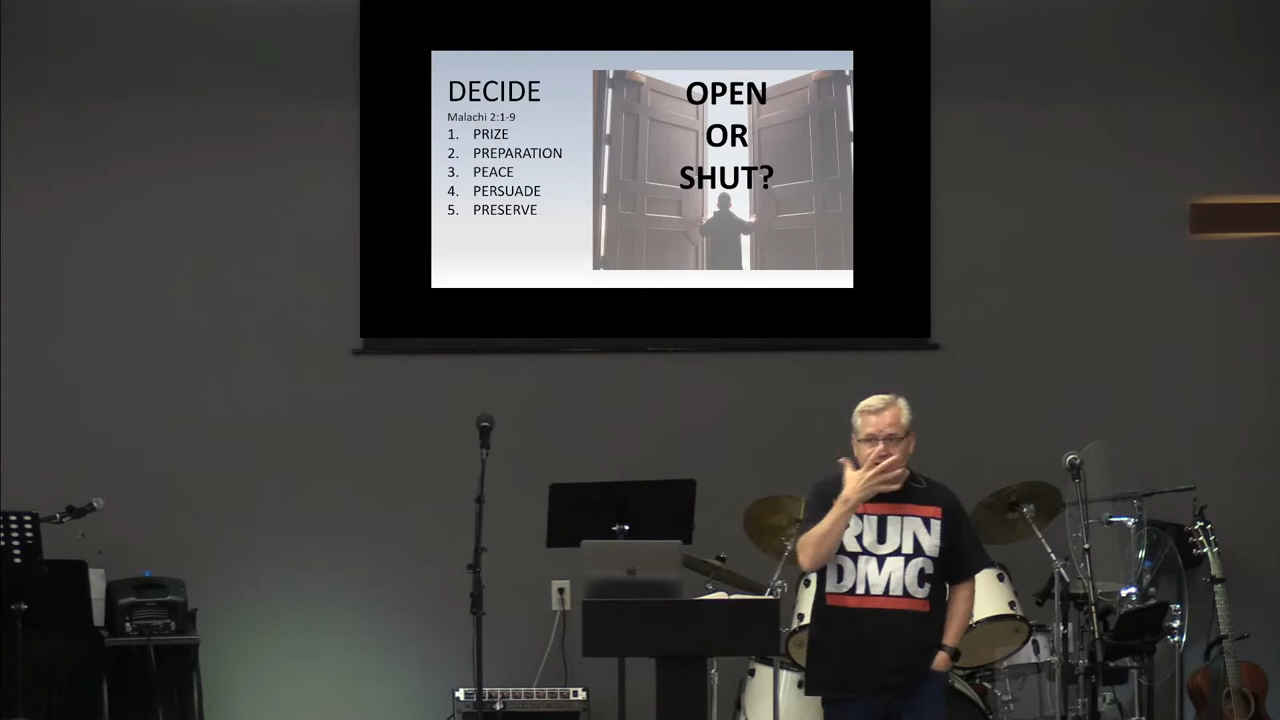 DECIDE
Malachi 2:1-9
1. PRIZE
2. PREPARATION
3. PEACE
4. PERSUADE
5. PRESERVE
OPEN
OR
SHUT?
RUN
DMC